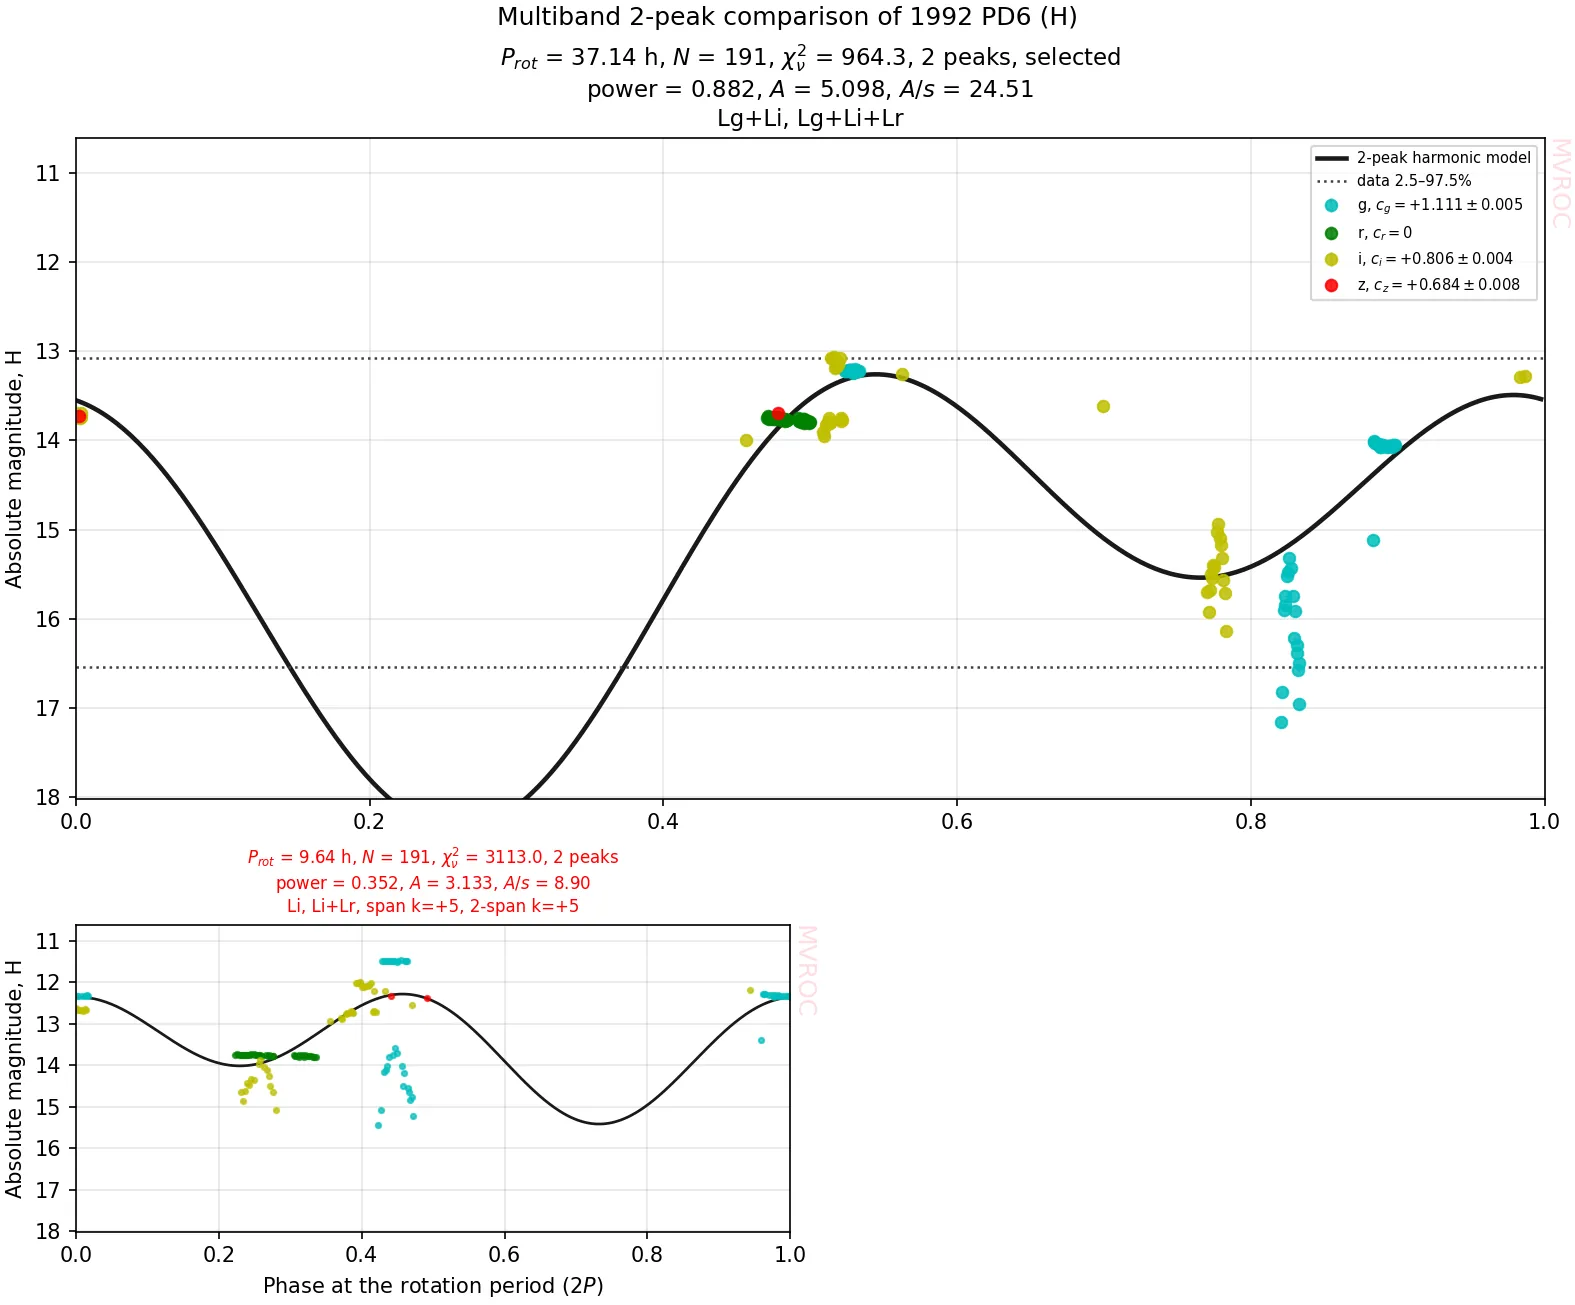 Multiband 2-peak comparison of 1992 PD6 (H)
P_rot = 37.14 h, N = 191, χ²_ν = 964.3, 2 peaks, selected
power = 0.882, A = 5.098, A/s = 24.51
Lg+Li, Lg+Li+Lr
Absolute magnitude, H
11
12
13
14
15
16
17
18
0.0 0.2 0.4 0.6 0.8 1.0
2-peak harmonic model
data 2.5–97.5%
g, c_g = +1.111 ± 0.005
r, c_r = 0
i, c_i = +0.806 ± 0.004
z, c_z = +0.684 ± 0.008
MVROC
P_rot = 9.64 h, N = 191, χ²_ν = 3113.0, 2 peaks
power = 0.352, A = 3.133, A/s = 8.90
Li, Li+Lr, span k=+5, 2-span k=+5
Absolute magnitude, H
11
12
13
14
15
16
17
18
0.0 0.2 0.4 0.6 0.8 1.0
Phase at the rotation period (2P)
MVROC